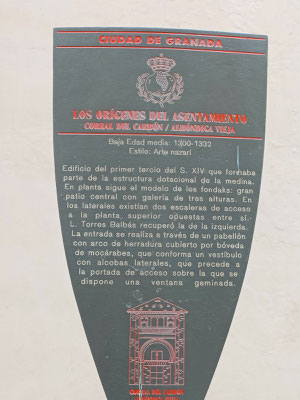 CIUDAD DE GRANADA
LOS ORÍGENES DEL ASENTAMIENTO
CORRAL DEL CARBÓN / ALHÓNDIGA VIEJA
Baja Edad media: 1300-1332
Estilo: Arte nazarí
Edificio del primer tercio del S. XIV que formaba
parte de la estructura dotacional de la medina.
En planta sigue el modelo de los fondaks: gran
patio central con galería de tres alturas. En
los laterales existían dos escaleras de acceso
a la planta superior opuestas entre sí.
L. Torres Balbás recuperó la de la izquierda.
La entrada se realiza a través de un pabellón
con arco de herradura cubierto por bóveda
de mocárabes, que conforma un vestíbulo
con alcobas laterales, que precede a
la portada de acceso sobre la que se
dispone una ventana geminada.
CORRAL DEL CARBÓN